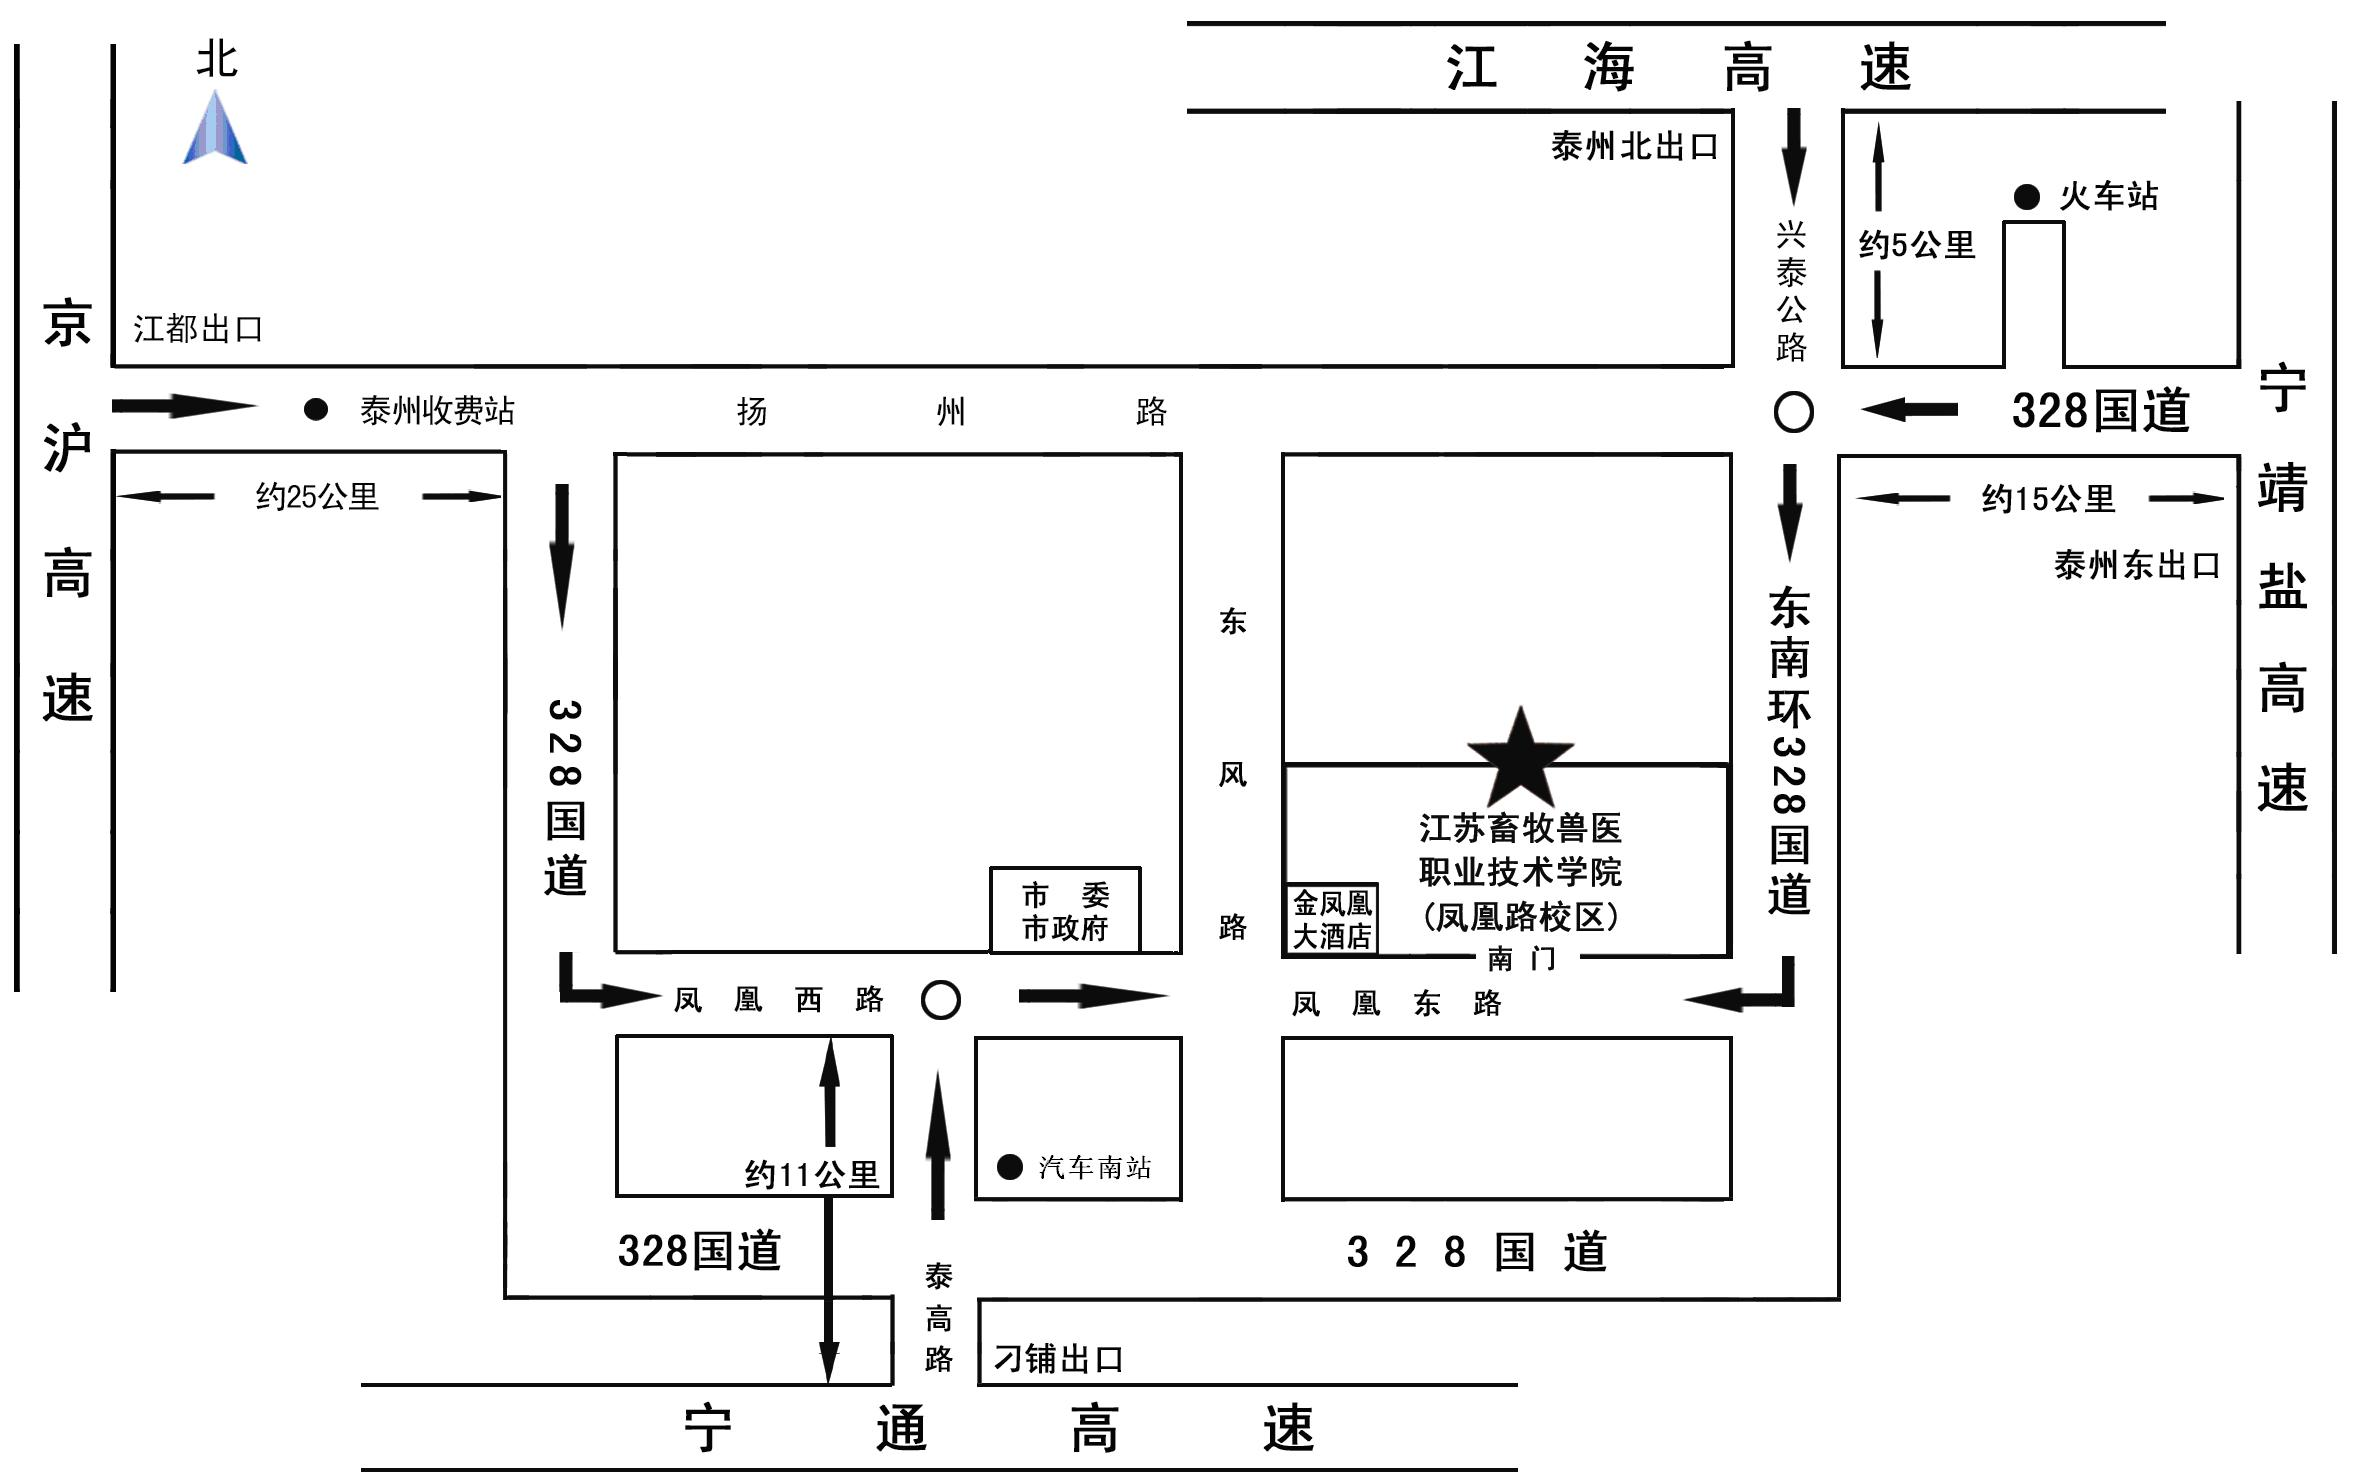 北
江海高速
泰州北出口
火车站
兴泰公路
约5公里
京沪高速
江都出口
泰州收费站
扬州路
328国道
宁靖盐高速
约25公里
约15公里
泰州东出口
328国道
东风路
东南环328国道
江苏畜牧兽医
职业技术学院
(凤凰路校区)
南门
金凤凰
大酒店
市委
市政府
凤凰西路
凤凰东路
约11公里
汽车南站
328国道
328国道
泰高路
刁铺出口
宁通高速